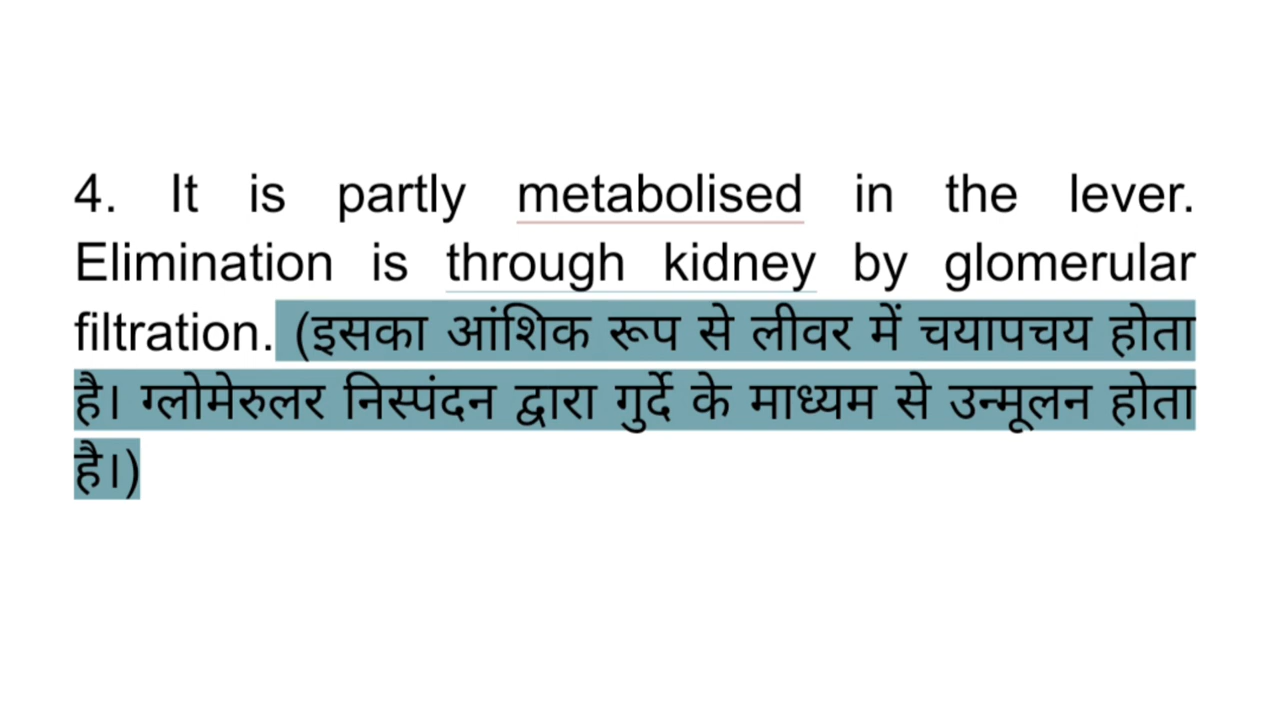 4. It is partly metabolised in the lever.
Elimination is through kidney by glomerular
filtration. (इसका आंशिक रूप से लीवर में चयापचय होता
है। ग्लोमेरुलर निस्पंदन द्वारा गुर्दे के माध्यम से उन्मूलन होता
है।)